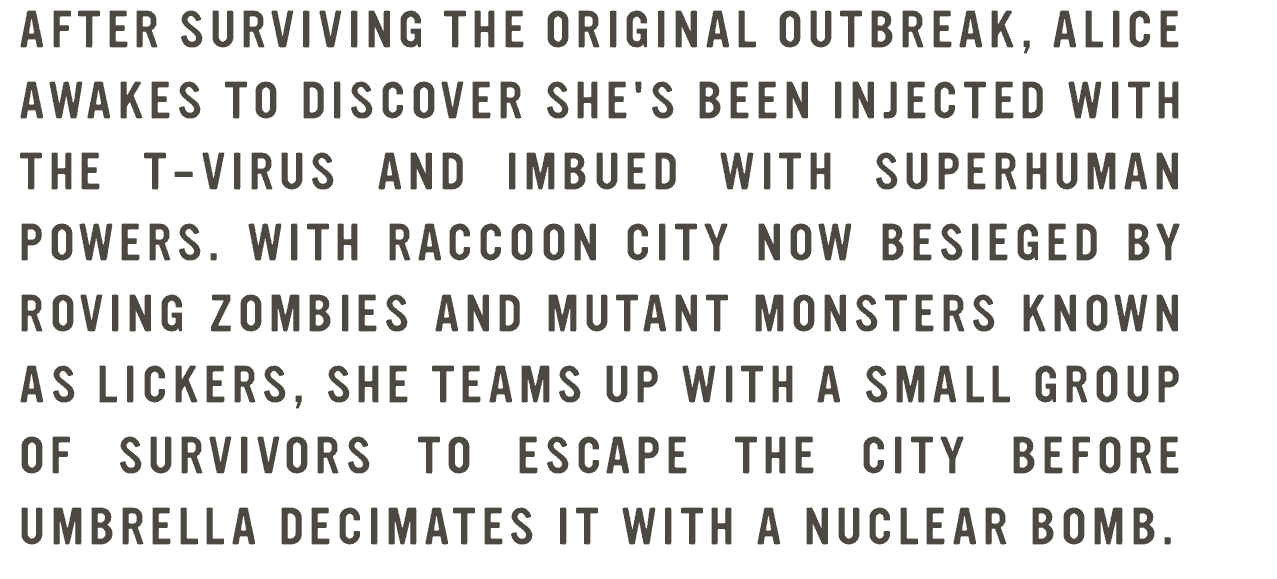 AFTER SURVIVING THE ORIGINAL OUTBREAK, ALICE
AWAKES TO DISCOVER SHE'S BEEN INJECTED WITH
THE T-VIRUS AND IMBUED WITH SUPERHUMAN
POWERS. WITH RACCOON CITY NOW BESIEGED BY
ROVING ZOMBIES AND MUTANT MONSTERS KNOWN
AS LICKERS, SHE TEAMS UP WITH A SMALL GROUP
OF SURVIVORS TO ESCAPE THE CITY BEFORE
UMBRELLA DECIMATES IT WITH A NUCLEAR BOMB.